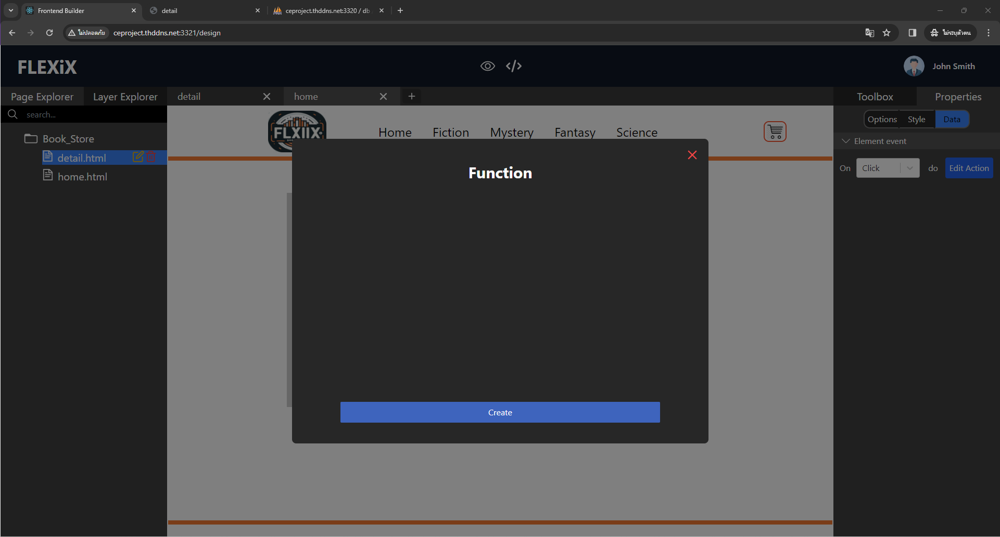 Frontend Builder
detail
ceproject.thddns.net:3320 / db
ไม่ปลอดภัย
ceproject.thddns.net:3321/design
ไม่ระบุตัวตน
FLEXiX
John Smith
Page Explorer
Layer Explorer
detail
home
Toolbox
Properties
search...
Book_Store
detail.html
home.html
FLXIIX
Home
Fiction
Mystery
Fantasy
Science
Options
Style
Data
Element event
On
Click
do
Edit Action
Function
Create